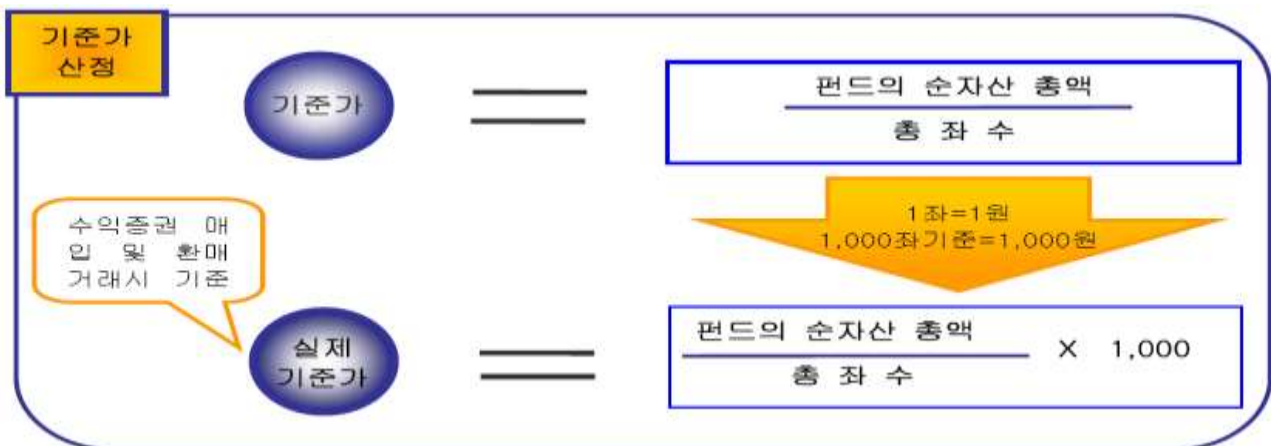 기준가
산정
기준가
펀드의 순자산 총액
총 좌 수
1좌=1원
1,000좌기준=1,000원
수익증권 매
입 및 환매
거래시 기준
실제
기준가
펀드의 순자산 총액
총 좌 수
X 1,000